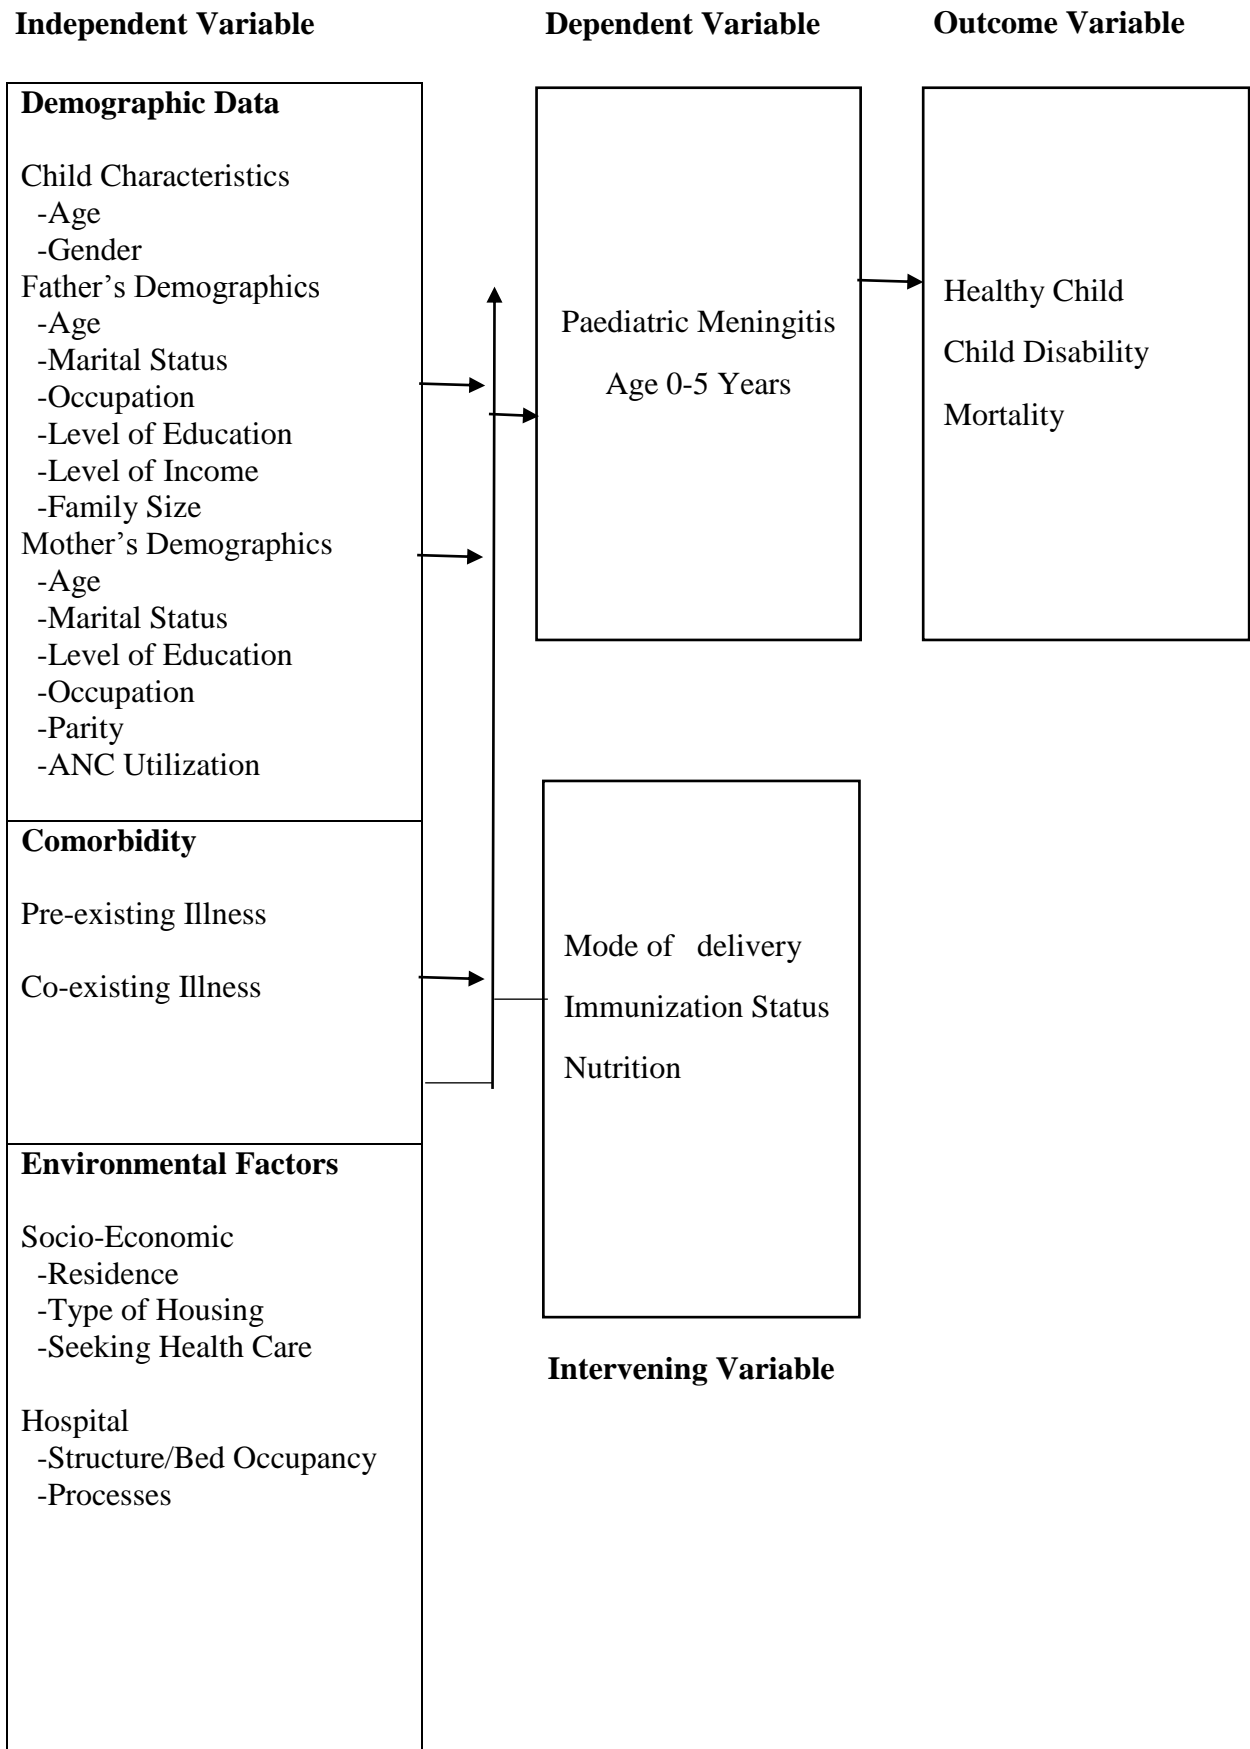 Independent Variable
Dependent Variable
Outcome Variable
Demographic Data
Child Characteristics
-Age
-Gender
Father’s Demographics
-Age
-Marital Status
-Occupation
-Level of Education
-Level of Income
-Family Size
Mother’s Demographics
-Age
-Marital Status
-Level of Education
-Occupation
-Parity
-ANC Utilization
Comorbidity
Pre-existing Illness
Co-existing Illness
Environmental Factors
Socio-Economic
-Residence
-Type of Housing
-Seeking Health Care
Hospital
-Structure/Bed Occupancy
-Processes
Paediatric Meningitis
Age 0-5 Years
Healthy Child
Child Disability
Mortality
Mode of delivery
Immunization Status
Nutrition
Intervening Variable